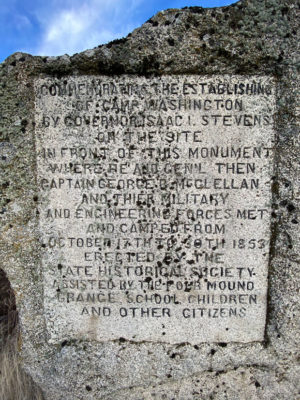 COMMEMORATING THE ESTABLISHING
OF CAMP WASHINGTON
BY GOVERNOR ISAAC I. STEVENS
ON THE SITE
IN FRONT OF THIS MONUMENT
WHERE HE AND GEN'L THEN
CAPTAIN GEORGE B. McCLELLAN
AND THIER MILITARY
AND ENGINEERING FORCES MET
AND CAMPED FROM
OCTOBER 17TH TO 30TH 1853
ERECTED BY THE
STATE HISTORICAL SOCIETY
ASSISTED BY THE FOUR MOUND
GRANGE SCHOOL CHILDREN
AND OTHER CITIZENS